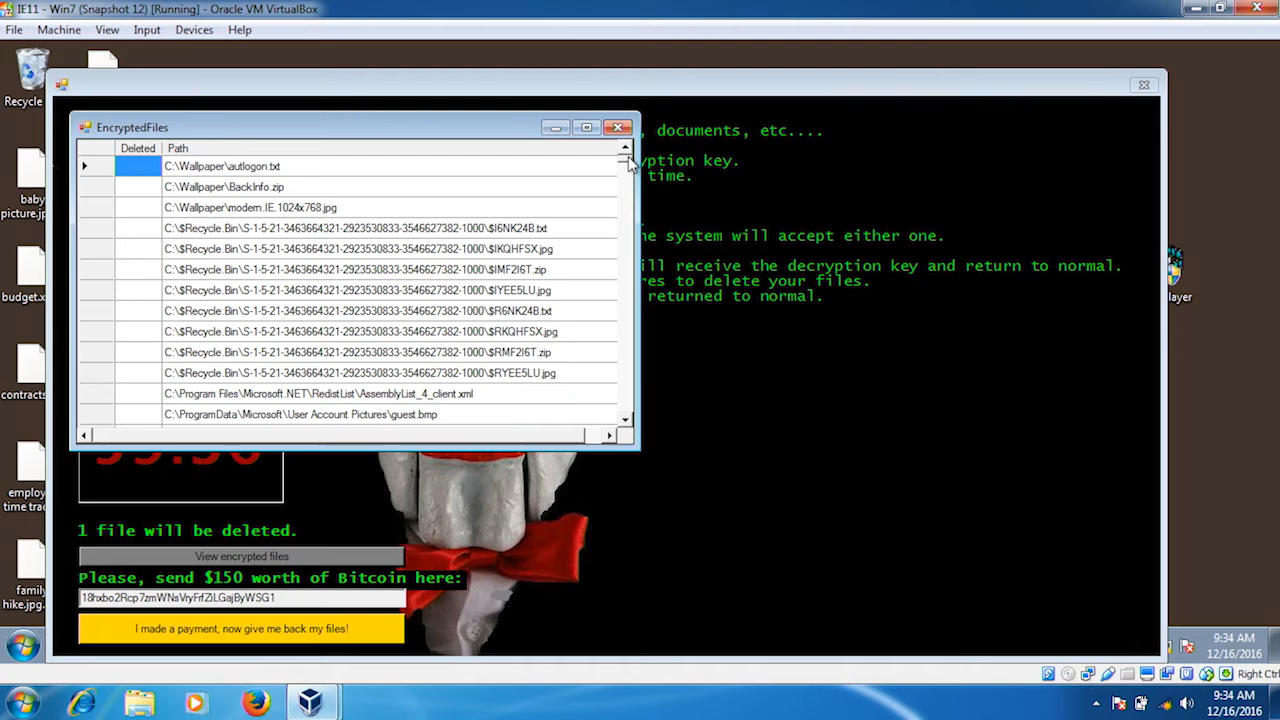 IE11 - Win7 (Snapshot 12) [Running] - Oracle VM VirtualBox
File Machine View Input Devices Help
Recycle
baby
picture.jp
budget.x
contracts
employ
time trac
family
hike.jpg.
layer
EncryptedFiles
Deleted Path
C:\Wallpaper\autlogon.txt
C:\Wallpaper\BackInfo.zip
C:\Wallpaper\modern.IE.1024x768.jpg
C:\$Recycle.Bin\S-1-5-21-3463664321-2923530833-3546627382-1000\$I6NK24B.txt
C:\$Recycle.Bin\S-1-5-21-3463664321-2923530833-3546627382-1000\$IKQHFSX.jpg
C:\$Recycle.Bin\S-1-5-21-3463664321-2923530833-3546627382-1000\$IMF2I6T.zip
C:\$Recycle.Bin\S-1-5-21-3463664321-2923530833-3546627382-1000\$IYEE5LU.jpg
C:\$Recycle.Bin\S-1-5-21-3463664321-2923530833-3546627382-1000\$R6NK24B.txt
C:\$Recycle.Bin\S-1-5-21-3463664321-2923530833-3546627382-1000\$RKQHFSX.jpg
C:\$Recycle.Bin\S-1-5-21-3463664321-2923530833-3546627382-1000\$RMF2I6T.zip
C:\$Recycle.Bin\S-1-5-21-3463664321-2923530833-3546627382-1000\$RYEE5LU.jpg
C:\Program Files\Microsoft.NET\RedistList\AssemblyList_4_client.xml
C:\ProgramData\Microsoft\User Account Pictures\guest.bmp
, documents, etc....
yption key.
time.
he system will accept either one.
ill receive the decryption key and return to normal.
res to delete your files.
returned to normal.
1 file will be deleted.
View encrypted files
Please, send $150 worth of Bitcoin here:
18hxbo2Rcp7zmWNsVryFrfZiLGajByWSG1
I made a payment, now give me back my files!
9:34 AM
12/16/2016
Right Ctrl
9:34 AM
12/16/2016